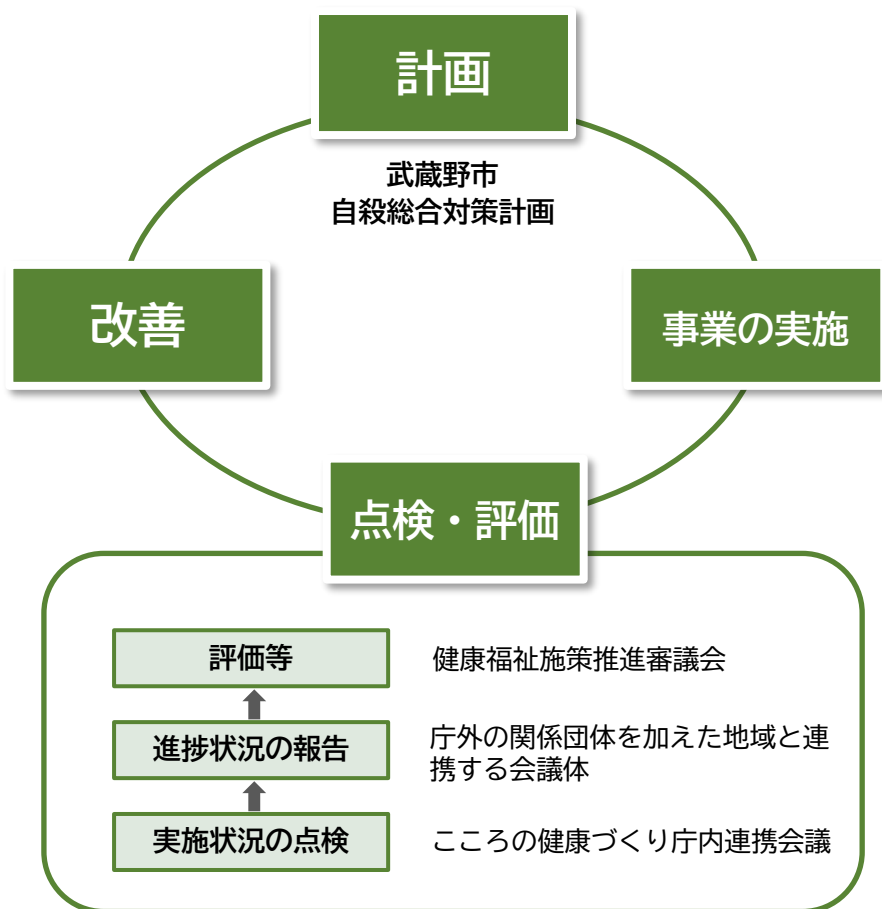 計画
武蔵野市
自殺総合対策計画
改善
事業の実施
点検・評価
評価等
健康福祉施策推進審議会
進捗状況の報告
庁外の関係団体を加えた地域と連
携する会議体
実施状況の点検
こころの健康づくり庁内連携会議